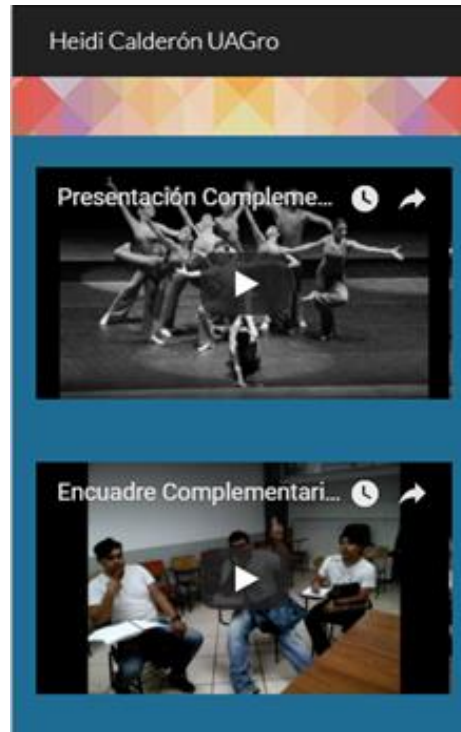 Heidi Calderón UAGro
Presentación Compleme...
Encuadre Complementari...